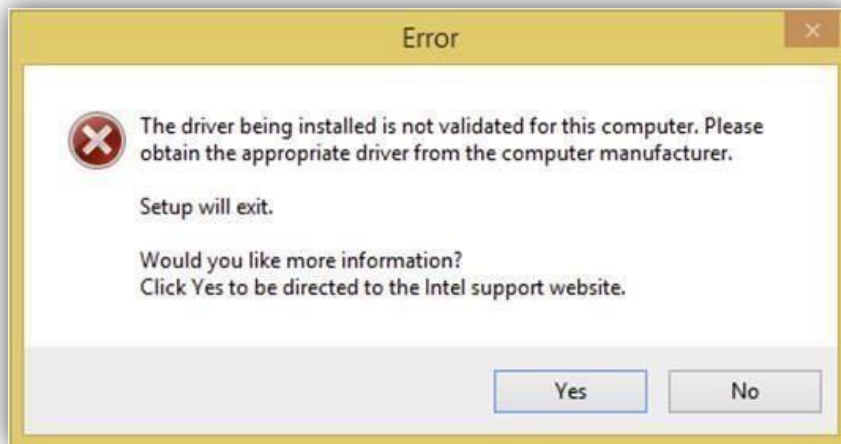 Error
The driver being installed is not validated for this computer. Please
obtain the appropriate driver from the computer manufacturer.
Setup will exit.
Would you like more information?
Click Yes to be directed to the Intel support website.
Yes
No